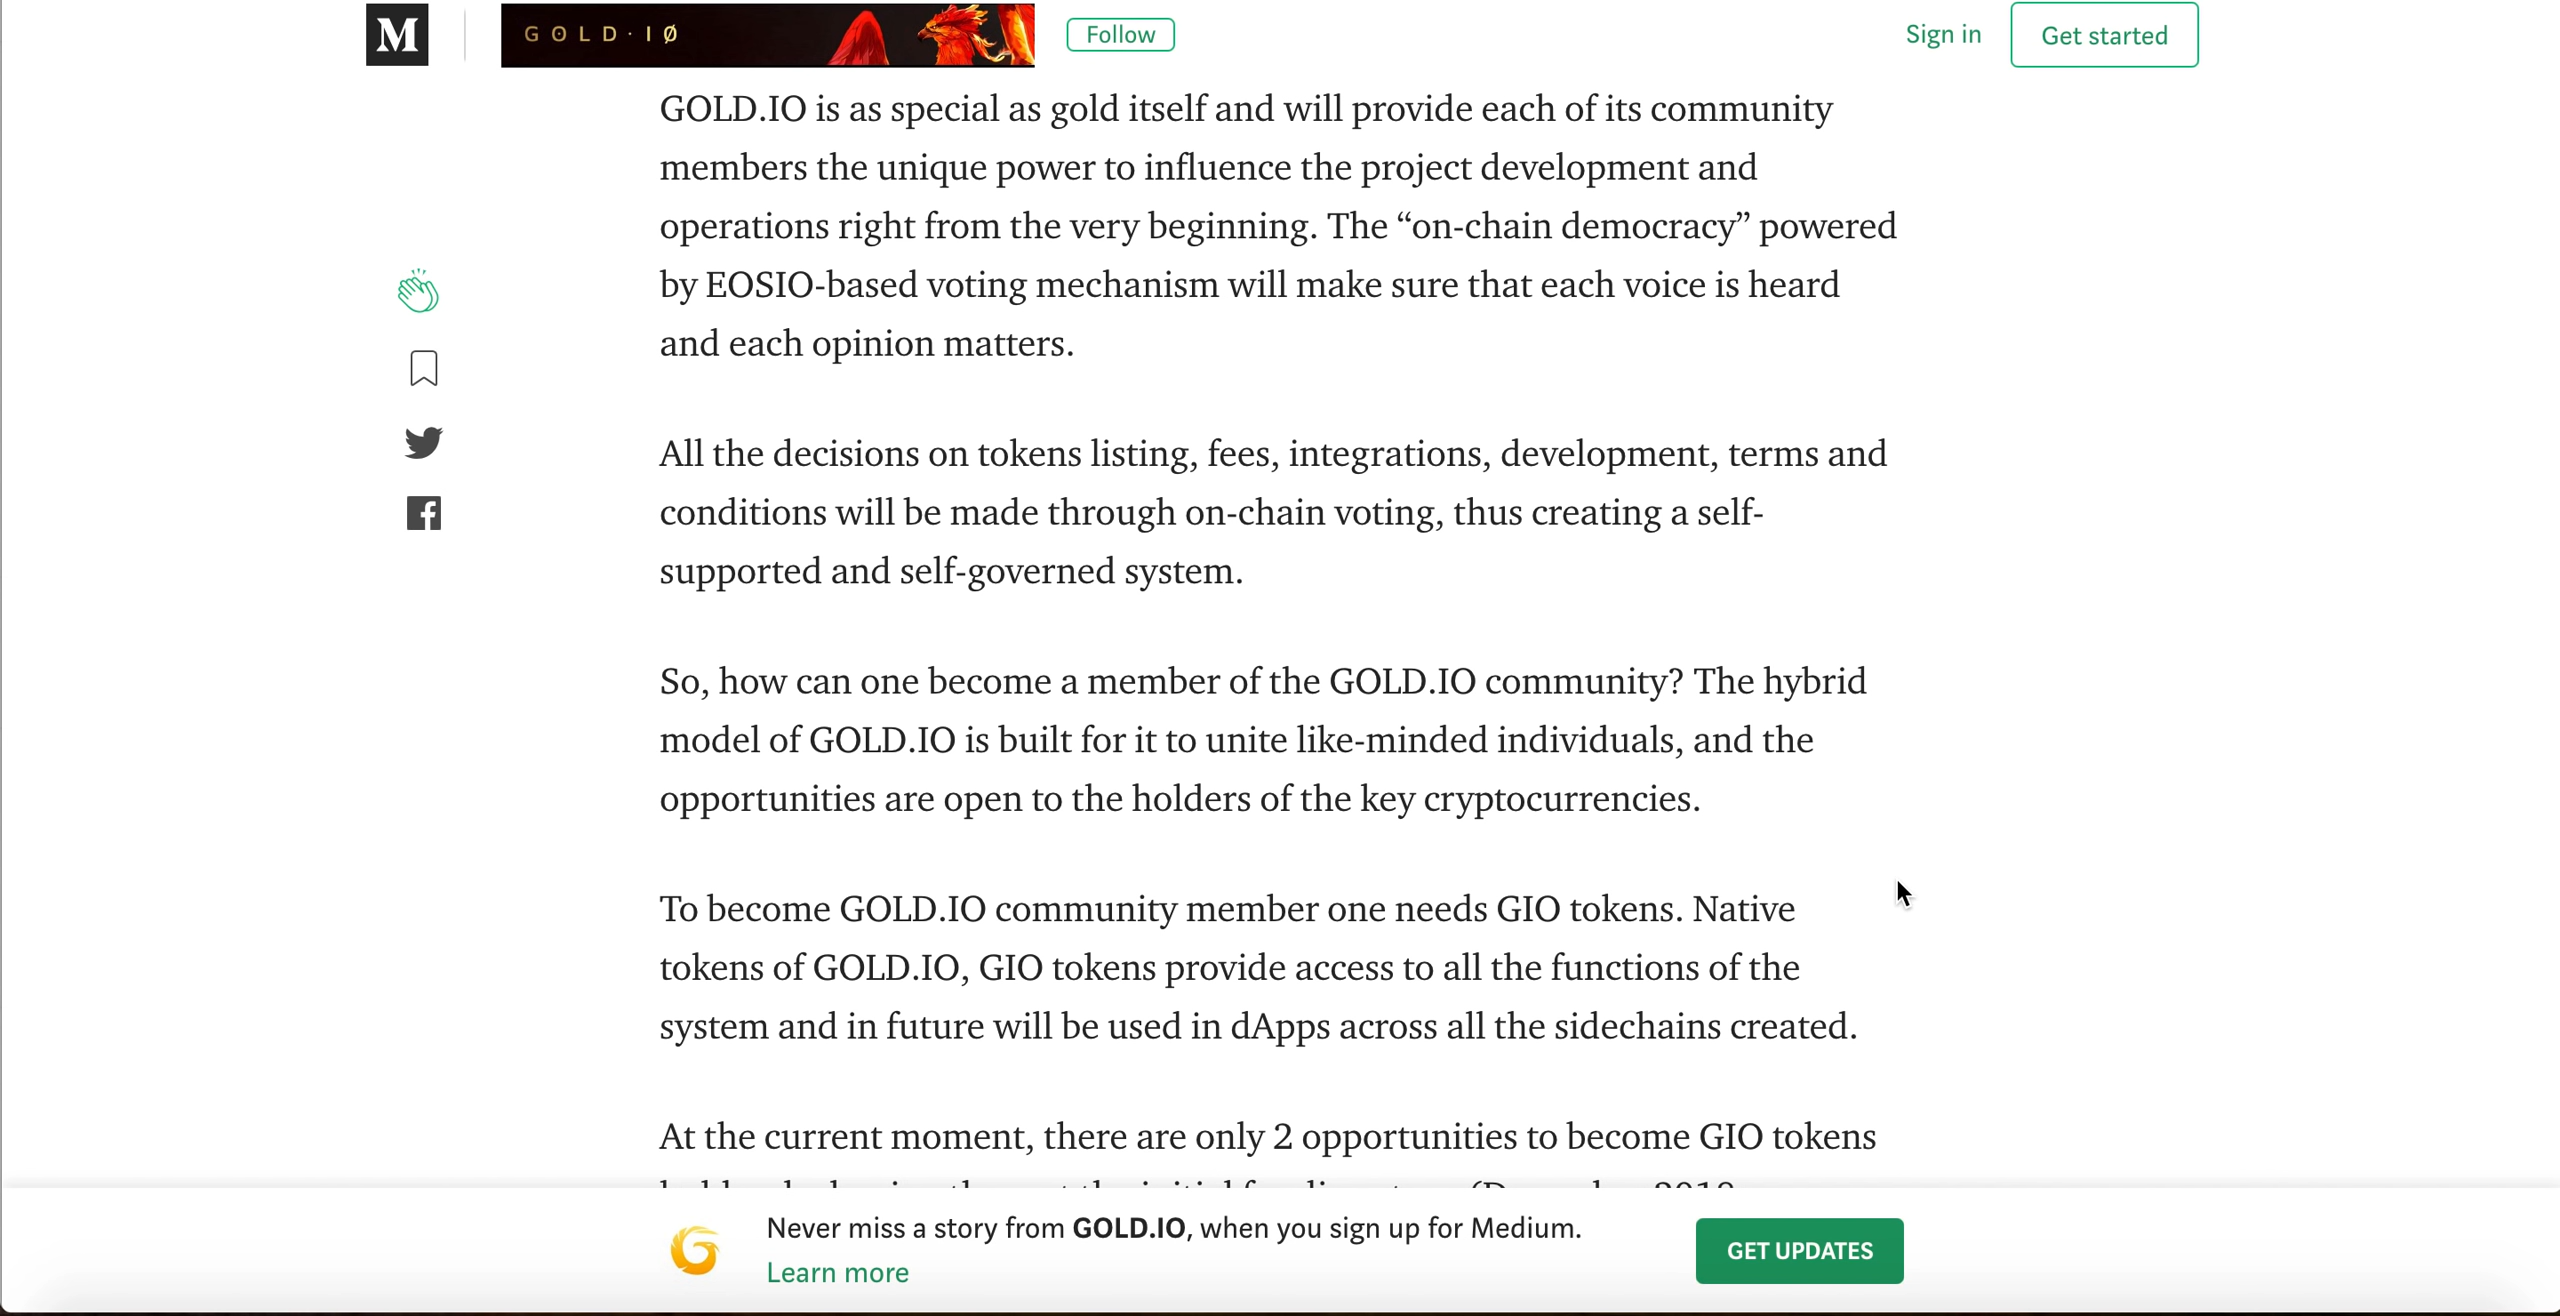 M
GOLD·IØ
Follow
Sign in
Get started
GOLD.IO is as special as gold itself and will provide each of its community
members the unique power to influence the project development and
operations right from the very beginning. The “on-chain democracy” powered
by EOSIO-based voting mechanism will make sure that each voice is heard
and each opinion matters.
All the decisions on tokens listing, fees, integrations, development, terms and
conditions will be made through on-chain voting, thus creating a self-
supported and self-governed system.
So, how can one become a member of the GOLD.IO community? The hybrid
model of GOLD.IO is built for it to unite like-minded individuals, and the
opportunities are open to the holders of the key cryptocurrencies.
To become GOLD.IO community member one needs GIO tokens. Native
tokens of GOLD.IO, GIO tokens provide access to all the functions of the
system and in future will be used in dApps across all the sidechains created.
At the current moment, there are only 2 opportunities to become GIO tokens
Never miss a story from GOLD.IO, when you sign up for Medium.
Learn more
GET UPDATES